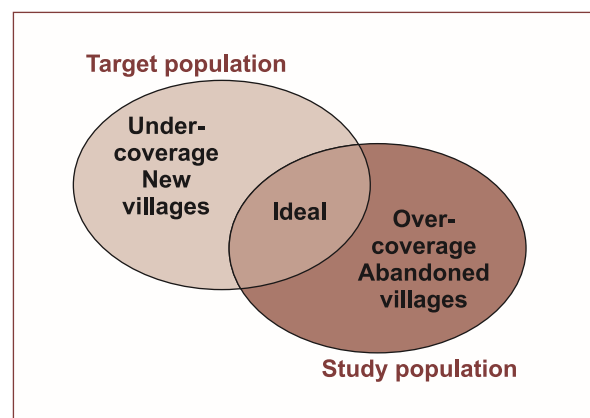 Target population
Under-
coverage
New
villages
Ideal
Over-
coverage
Abandoned
villages
Study population